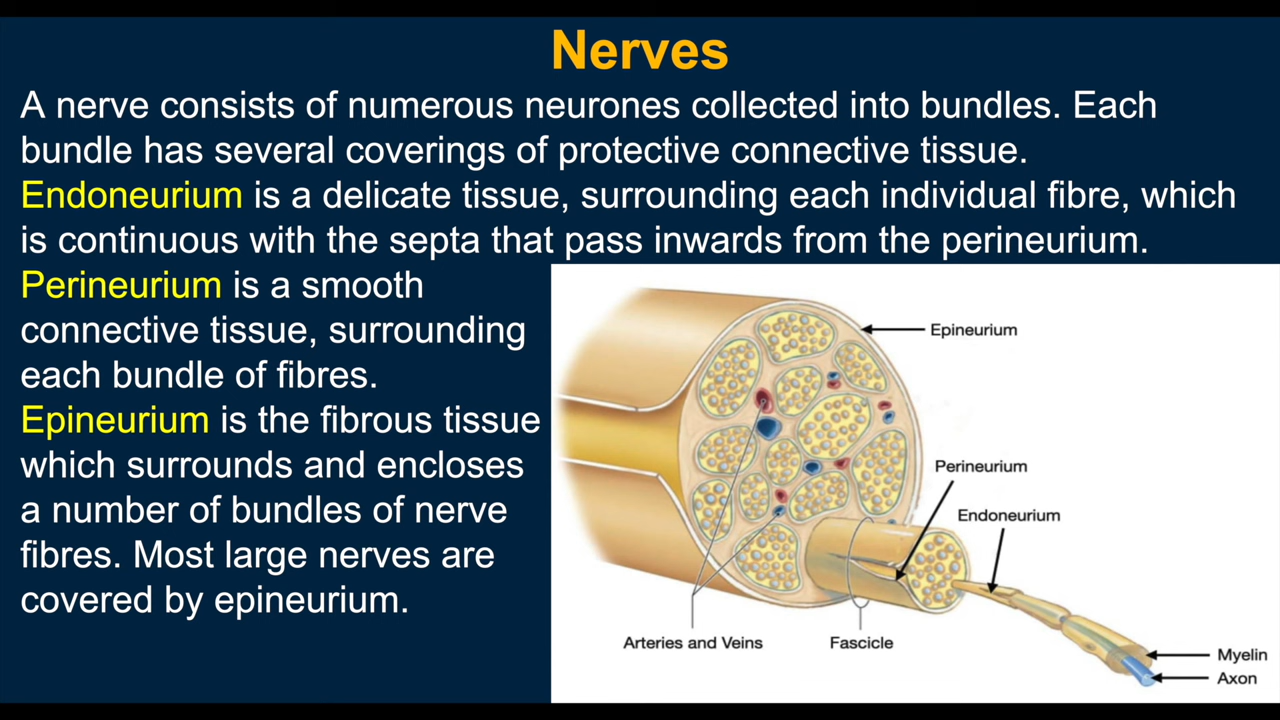 Nerves
A nerve consists of numerous neurones collected into bundles. Each
bundle has several coverings of protective connective tissue.
Endoneurium is a delicate tissue, surrounding each individual fibre, which
is continuous with the septa that pass inwards from the perineurium.
Perineurium is a smooth
connective tissue, surrounding
each bundle of fibres.
Epineurium is the fibrous tissue
which surrounds and encloses
a number of bundles of nerve
fibres. Most large nerves are
covered by epineurium.
Epineurium
Perineurium
Endoneurium
Arteries and Veins
Fascicle
Myelin
Axon